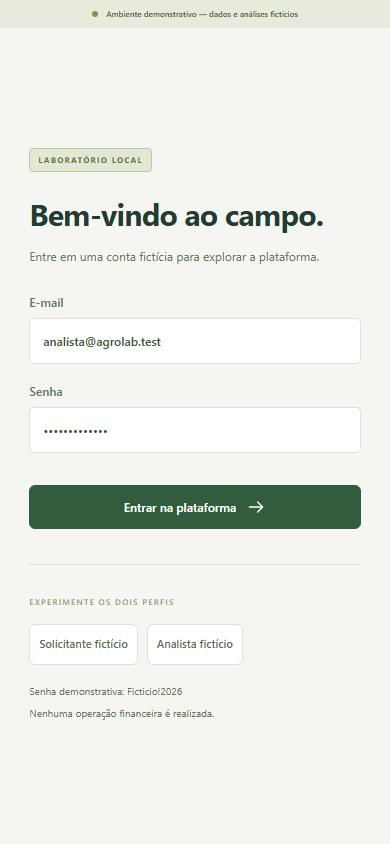 Ambiente demonstrativo — dados e análises fictícios
LABORATÓRIO LOCAL
Bem-vindo ao campo.
Entre em uma conta fictícia para explorar a plataforma.
E-mail
analista@agrolab.test
Senha
•••••••••••••
Entrar na plataforma →
EXPERIMENTE OS DOIS PERFIS
Solicitante fictício
Analista fictício
Senha demonstrativa: Ficticio!2026
Nenhuma operação financeira é realizada.